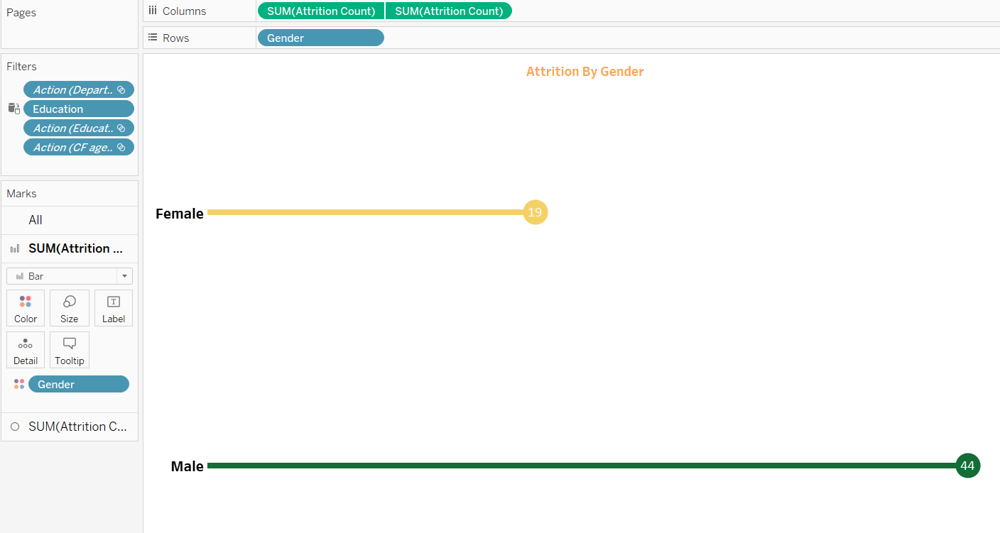 Pages
Columns
SUM(Attrition Count)
SUM(Attrition Count)
Rows
Gender
Filters
Action (Depart..
Education
Action (Educat..
Action (CF age..
Marks
All
SUM(Attrition ...
Bar
Color
Size
T
Label
Detail
Tooltip
Gender
SUM(Attrition C...
Attrition By Gender
Female
19
Male
44